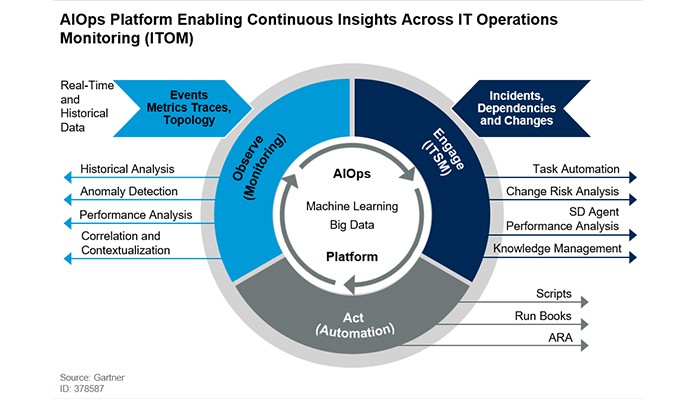 AIOps Platform Enabling Continuous Insights Across IT Operations
Monitoring (ITOM)
Real-Time
and
Historical
Data
Events
Metrics Traces,
Topology
Incidents,
Dependencies
and Changes
Observe
(Monitoring)
Engage
(ITSM)
Historical Analysis
Anomaly Detection
Performance Analysis
Correlation and
Contextualization
AIOps
Machine Learning
Big Data
Platform
Task Automation
Change Risk Analysis
SD Agent
Performance Analysis
Knowledge Management
Act
(Automation)
Scripts
Run Books
ARA
Source: Gartner
ID: 378587